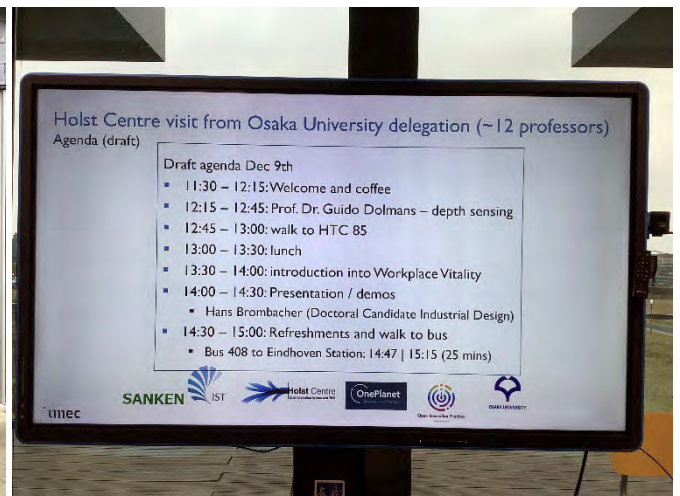 Holst Centre visit from Osaka University delegation (~12 professors)
Agenda (draft)
Draft agenda Dec 9th
▪ 11:30 – 12:15: Welcome and coffee
▪ 12:15 – 12:45: Prof. Dr. Guido Dolmans – depth sensing
▪ 12:45 – 13:00: walk to HTC 85
▪ 13:00 – 13:30: lunch
▪ 13:30 – 14:00: introduction into Workplace Vitality
▪ 14:00 – 14:30: Presentation / demos
▪ Hans Brombacher (Doctoral Candidate Industrial Design)
▪ 14:30 – 15:00: Refreshments and walk to bus
▪ Bus 408 to Eindhoven Station: 14:47 | 15:15 (25 mins)
imec
SANKEN
IST
Holst Centre
OnePlanet
OSAKA UNIVERSITY